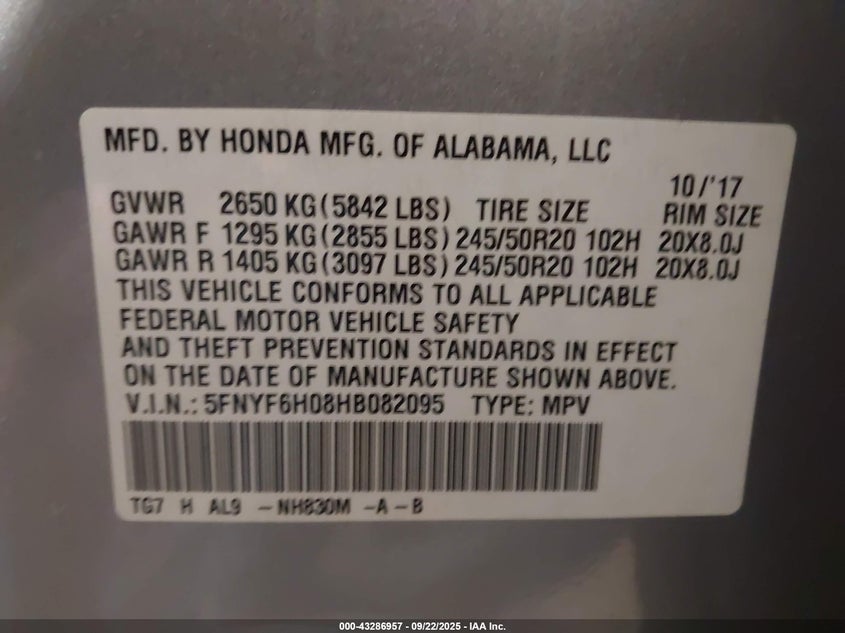 MFD. BY HONDA MFG. OF ALABAMA, LLC
10/'17
GVWR 2650 KG(5842 LBS) TIRE SIZE RIM SIZE
GAWR F 1295 KG(2855 LBS) 245/50R20 102H 20X8.0J
GAWR R 1405 KG(3097 LBS) 245/50R20 102H 20X8.0J
THIS VEHICLE CONFORMS TO ALL APPLICABLE
FEDERAL MOTOR VEHICLE SAFETY
AND THEFT PREVENTION STANDARDS IN EFFECT
ON THE DATE OF MANUFACTURE SHOWN ABOVE.
V.I.N.: 5FNYF6H08HB082095 TYPE: MPV
TG7 H AL9 -NH830M -A-B
000-43286957 - 09/22/2025 - IAA Inc.